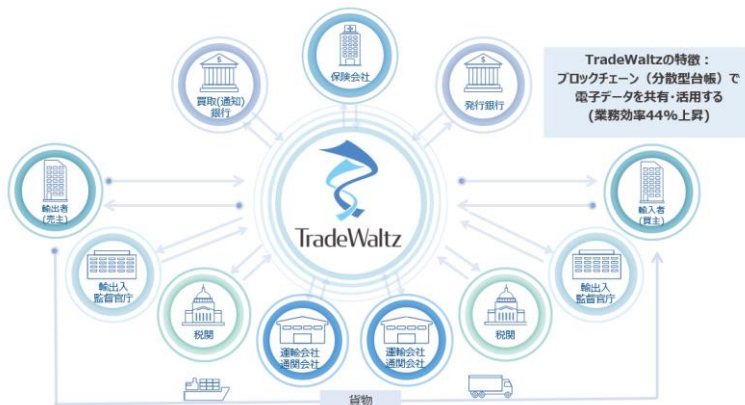 保険会社
買取(通知)
銀行
発行銀行
TradeWaltzの特徴：
ブロックチェーン（分散型台帳）で
電子データを共有・活用する
(業務効率44%上昇)
輸出者
(売主)
TradeWaltz
輸入者
(買主)
輸出入
監督官庁
輸出入
監督官庁
税関
運輸会社
通関会社
運輸会社
通関会社
税関
貨物